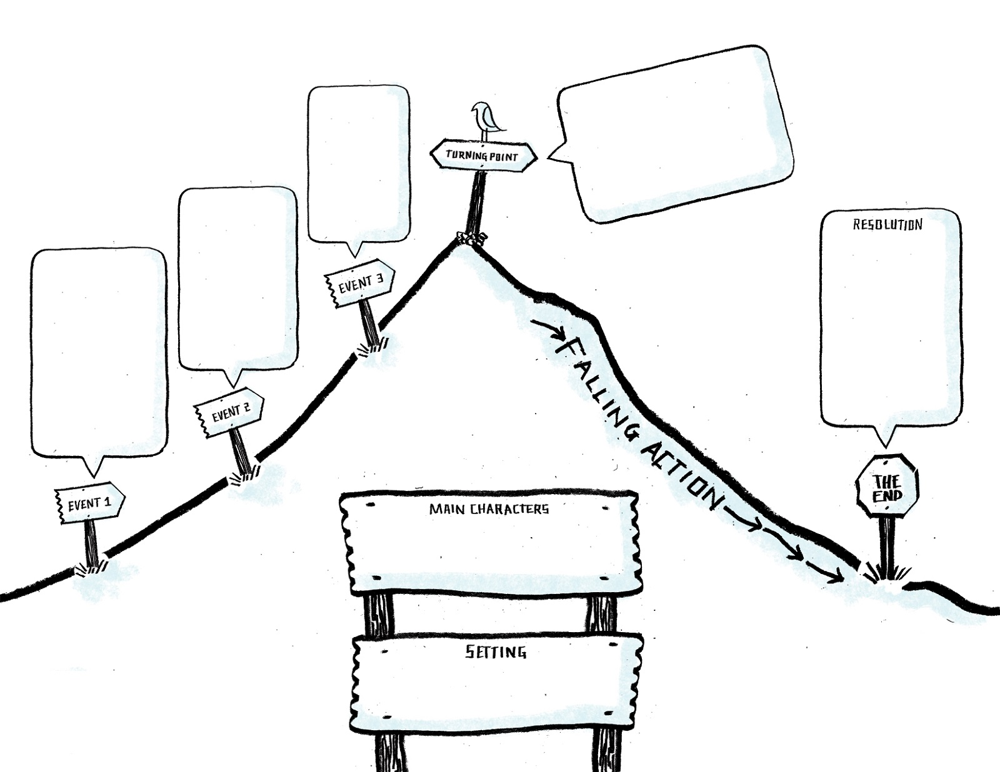 TURNING POINT
RESOLUTION
EVENT 3
EVENT 2
EVENT 1
FALLING ACTION
THE
END
MAIN CHARACTERS
SETTING